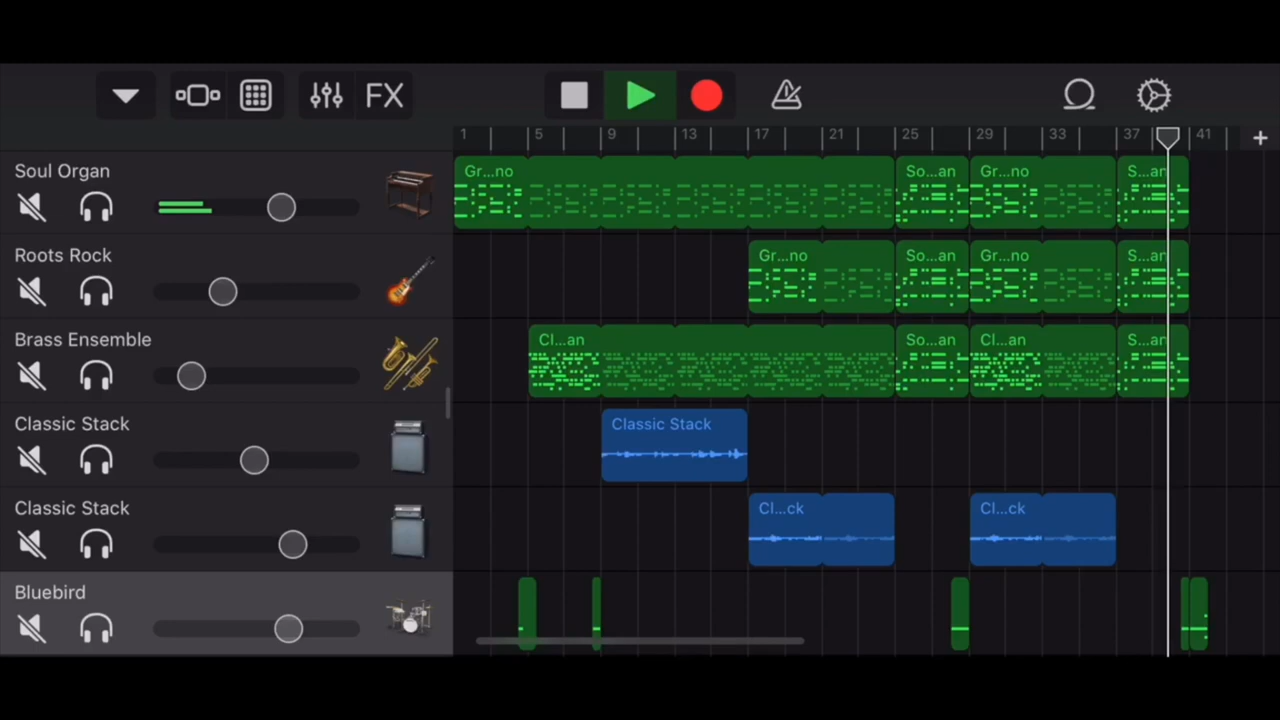 FX
1 5 9 13 17 21 25 29 33 37 41 +
Soul Organ
Gr...no So...an Gr...no S...an
Roots Rock
Gr...no So...an Gr...no S...an
Brass Ensemble
Cl...an So...an Cl...an S...an
Classic Stack
Classic Stack
Classic Stack
Cl...ck Cl...ck
Bluebird